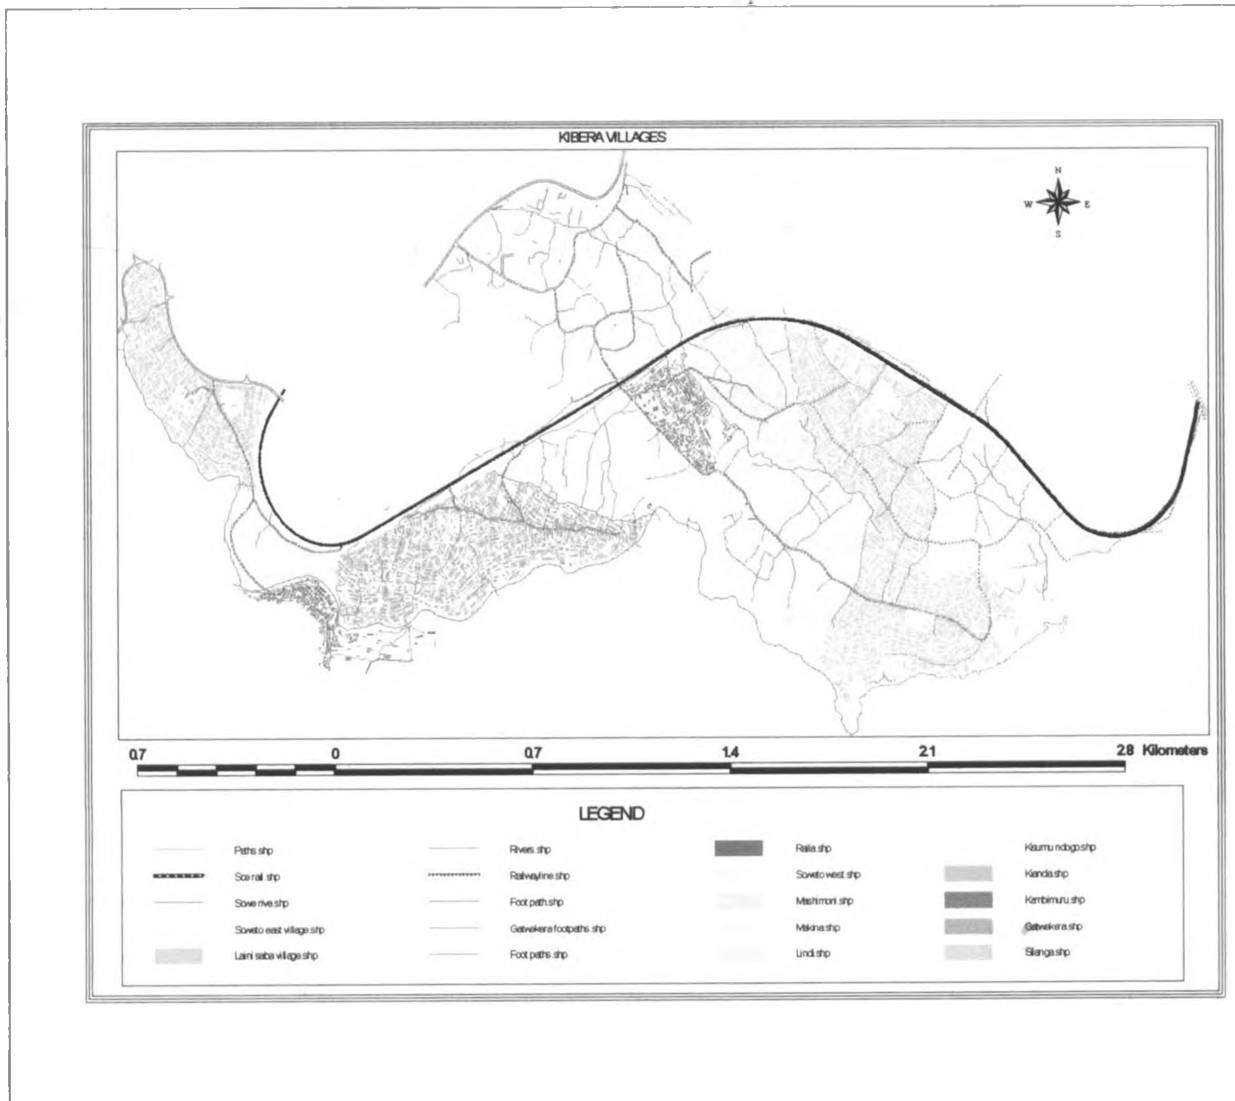 KIBERA VILLAGES
N
W E
S
0.7 0 0.7 1.4 2.1 2.8 Kilometers
LEGEND
Paths.shp
Soe rail.shp
Sowe rive.shp
Soweto east village.shp
Laini saba village.shp
Rivers.shp
Railwayline.shp
Foot path.shp
Gatwekera footpaths.shp
Foot paths.shp
Raila.shp
Soweto west.shp
Mashimoni.shp
Makina.shp
Lindi.shp
Kisumu ndogo.shp
Kianda.shp
Kambimuru.shp
Gatwekera.shp
Silanga.shp